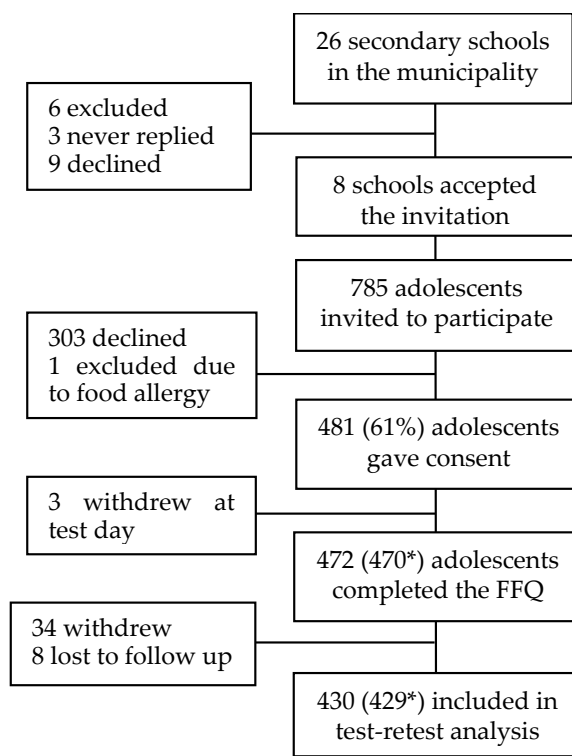 26 secondary schools
in the municipality
6 excluded
3 never replied
9 declined
8 schools accepted
the invitation
785 adolescents
invited to participate
303 declined
1 excluded due
to food allergy
481 (61%) adolescents
gave consent
3 withdrew at
test day
472 (470*) adolescents
completed the FFQ
34 withdrew
8 lost to follow up
430 (429*) included in
test-retest analysis